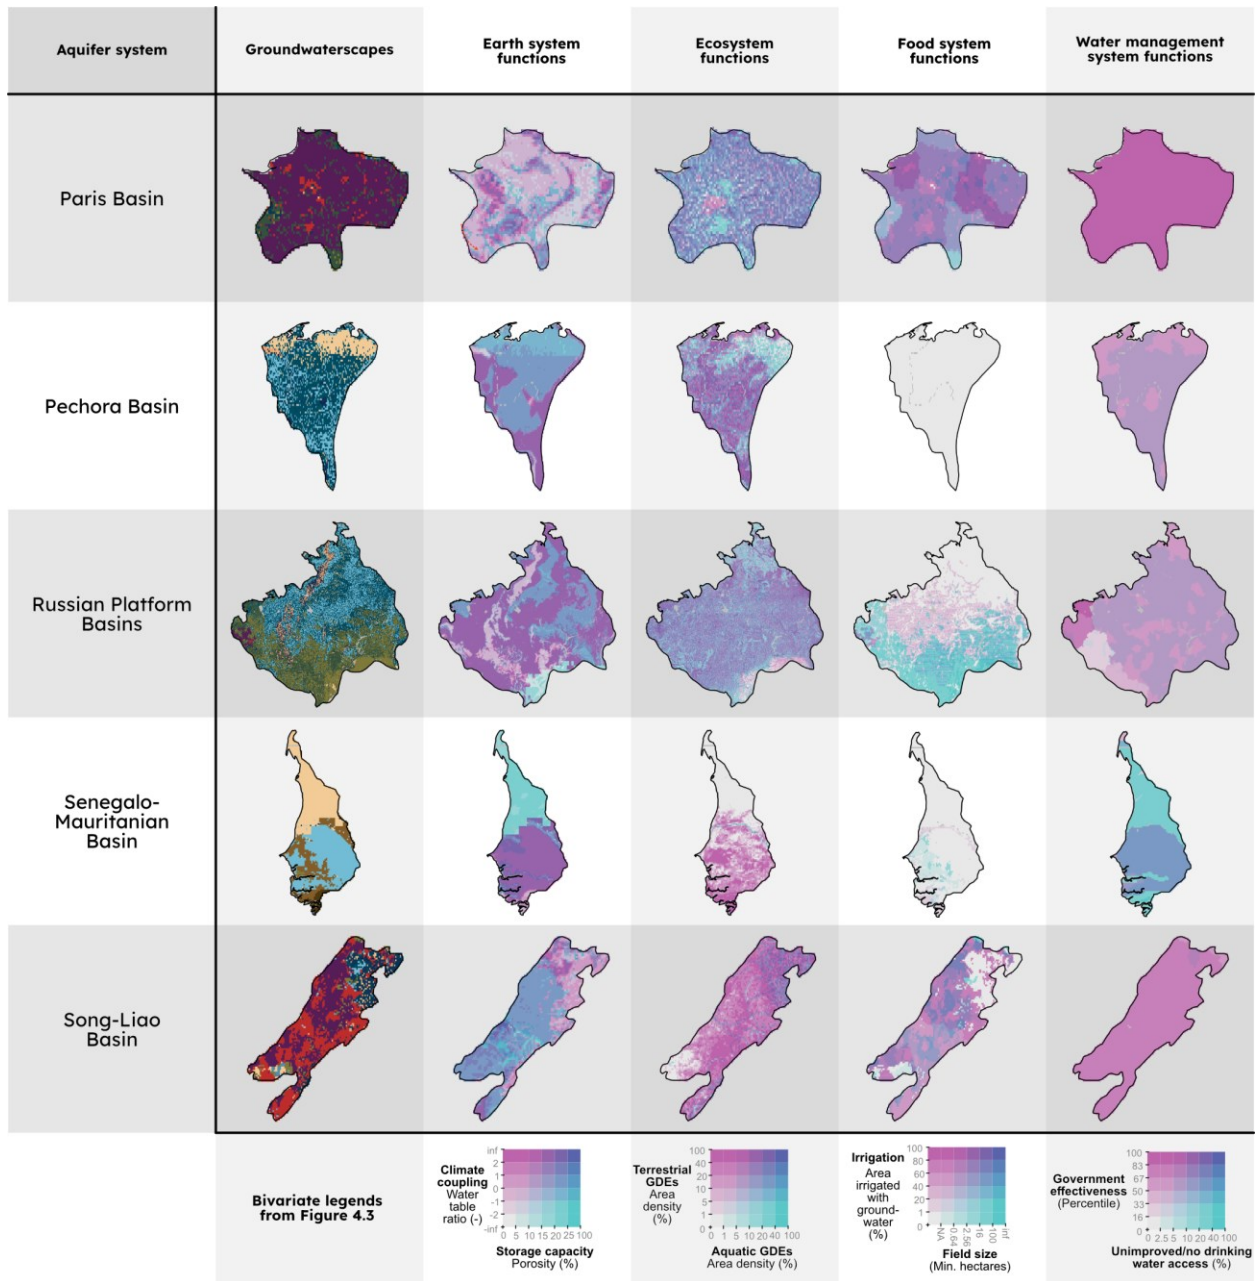 Aquifer system
Groundwaterscapes
Earth system
functions
Ecosystem
functions
Food system
functions
Water management
system functions
Paris Basin
Pechora Basin
Russian Platform
Basins
Senegalo-
Mauritanian
Basin
Song-Liao
Basin
Bivariate legends
from Figure 4.3
Climate
coupling
Water
table
ratio (-)
inf
2
1
0
-1
-2
-inf
0 5 10 15 20 25 100
Storage capacity
Porosity (%)
Terrestrial
GDEs
Area
density
(%)
100
40
20
10
5
1
0
0 1 5 10 20 40 100
Aquatic GDEs
Area density (%)
Irrigation
Area
irrigated
with
ground-
water
(%)
100
80
60
40
20
1
0
NA
0.64
2.56
16
100
inf
Field size
(Min. hectares)
Government
effectiveness
(Percentile)
100
83
67
50
33
16
0
0 2.5 5 10 20 40 100
Unimproved/no drinking
water access (%)